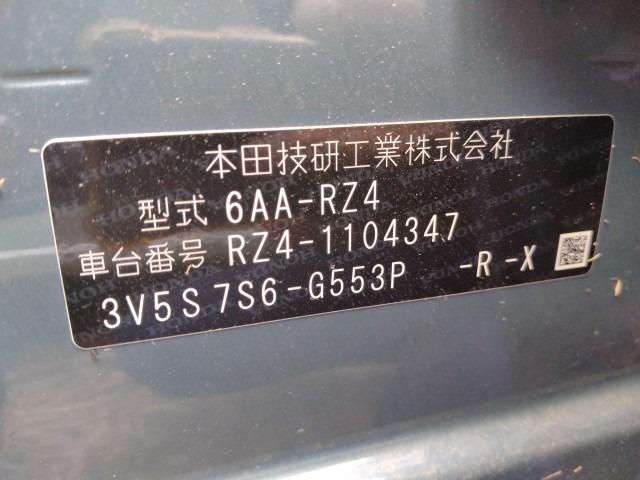 本田技研工業株式会社
型式 6AA-RZ4
車台番号 RZ4-1104347
3V5S7S6-G553P -R -X